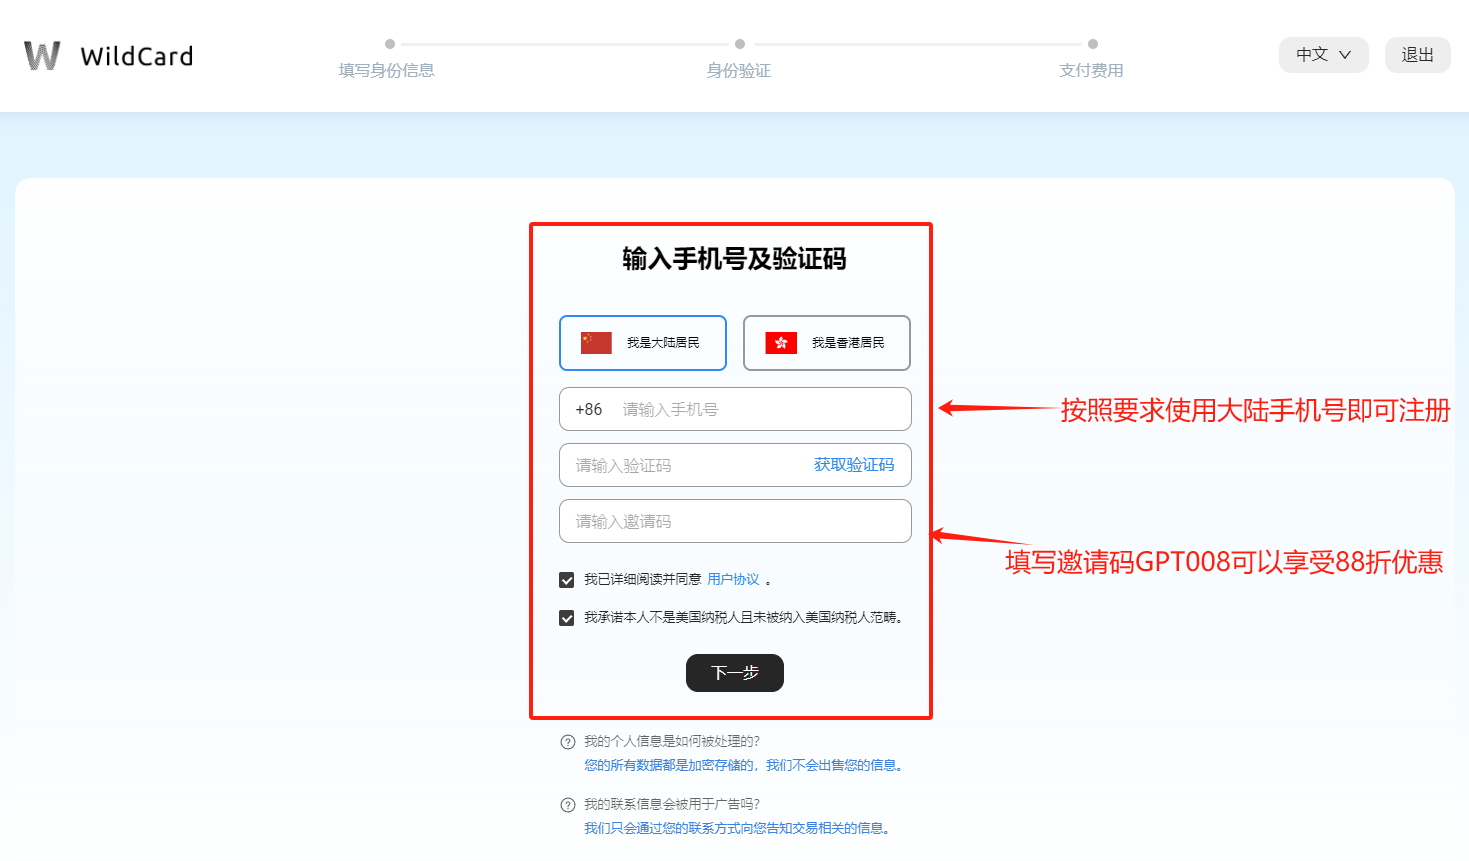 WildCard
填写身份信息
身份验证
支付费用
中文
退出
输入手机号及验证码
我是大陆居民
我是香港居民
+86 请输入手机号
按照要求使用大陆手机号即可注册
请输入验证码 获取验证码
请输入邀请码
填写邀请码GPT008可以享受88折优惠
我已详细阅读并同意 用户协议 。
我承诺本人不是美国纳税人且未被纳入美国纳税人范畴。
下一步
我的个人信息是如何被处理的?
您的所有数据都是加密存储的，我们不会出售您的信息。
我的联系信息会被用于广告吗?
我们只会通过您的联系方式向您告知交易相关的信息。